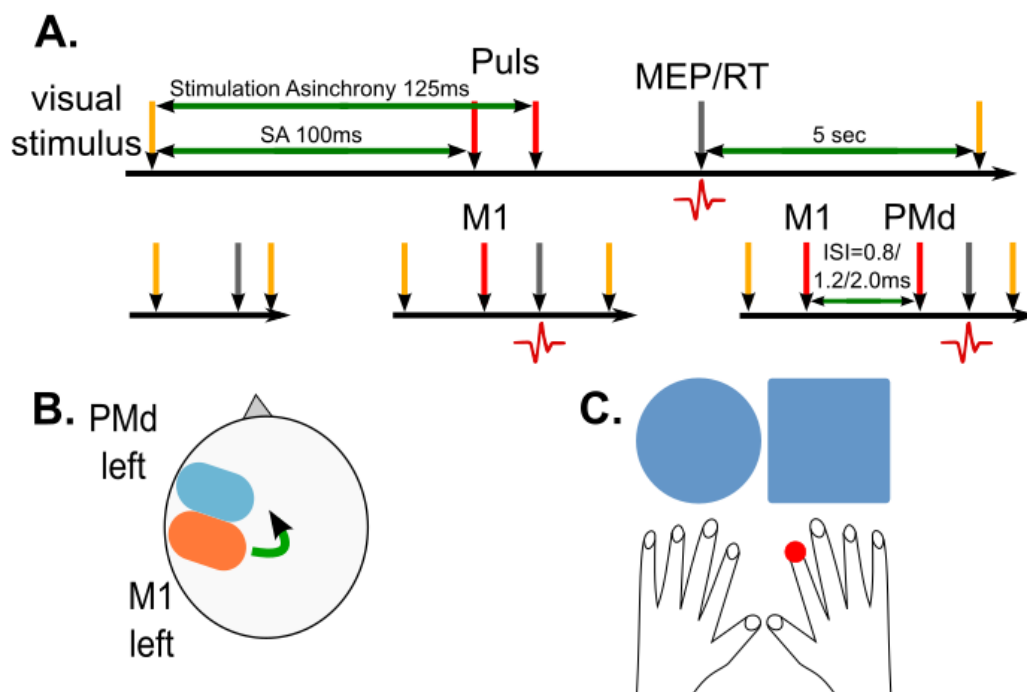 A.
Puls
MEP/RT
visual
stimulus
Stimulation Asinchrony 125ms
SA 100ms
5 sec
M1
M1
PMd
ISI=0.8/
1.2/2.0ms
B.
PMd
left
M1
left
C.